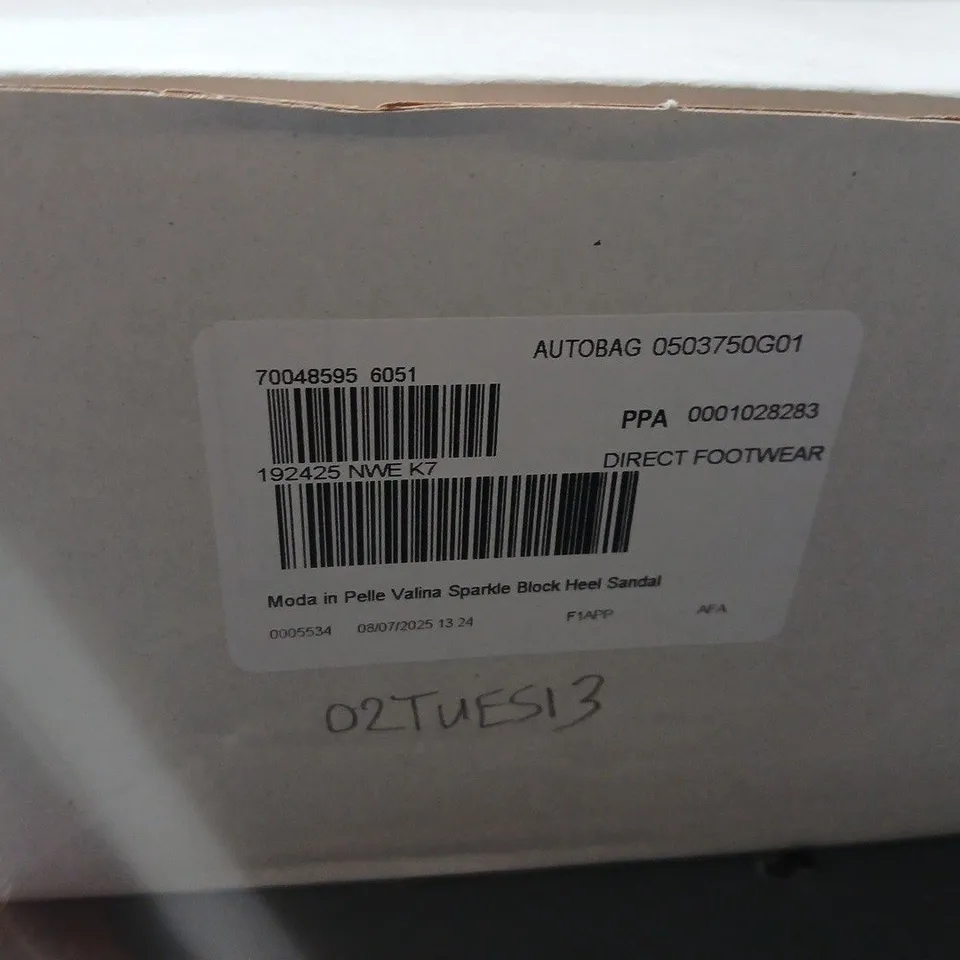 AUTOBAG 0503750G01
70048595 6051
PPA 0001028283
192425 NWE K7
DIRECT FOOTWEAR
Moda in Pelle Valina Sparkle Block Heel Sandal
0005534 08/07/2025 13 24 F1APP AFA
02TUES13